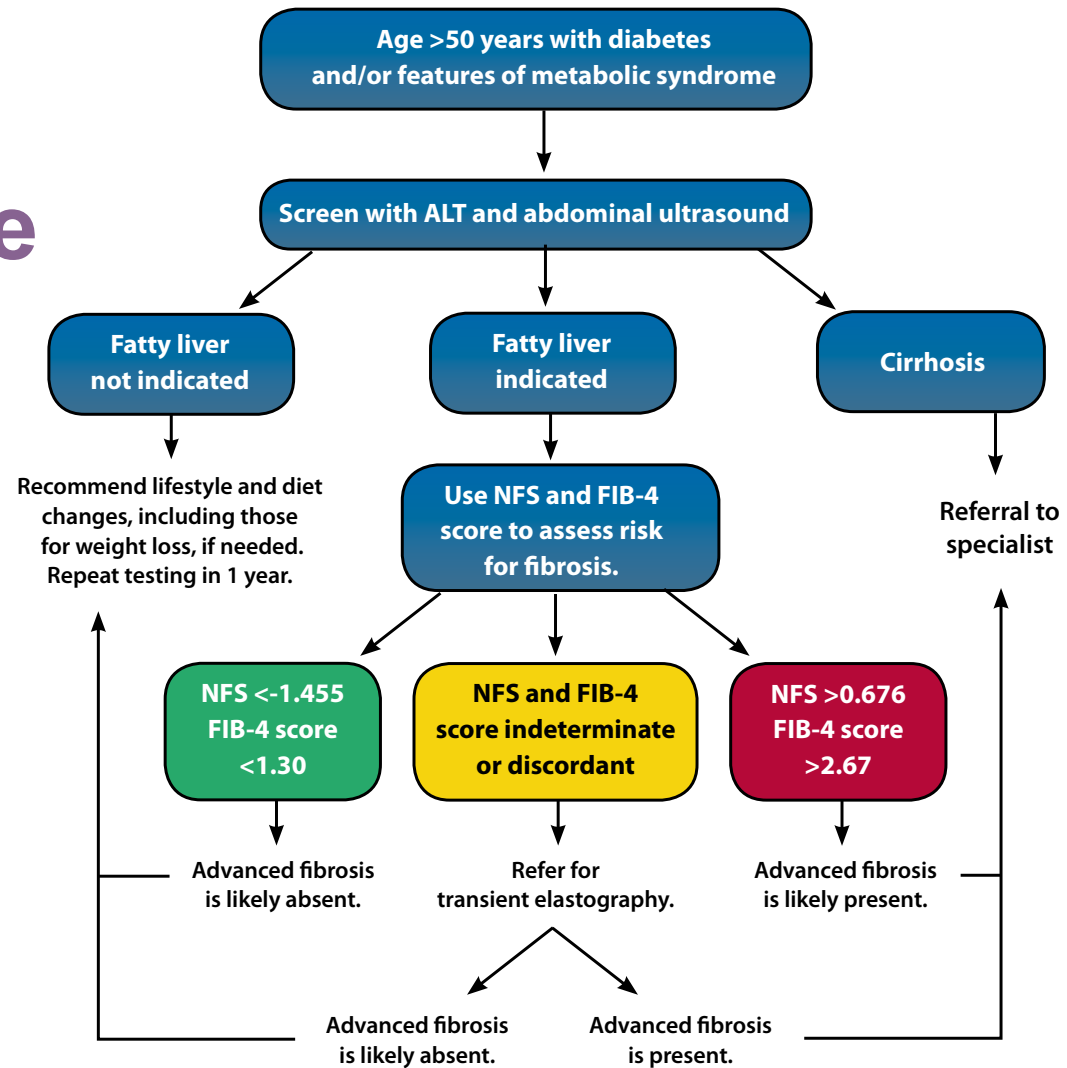 Age >50 years with diabetes
and/or features of metabolic syndrome
e
Screen with ALT and abdominal ultrasound
Fatty liver
not indicated
Fatty liver
indicated
Cirrhosis
Recommend lifestyle and diet
changes, including those
for weight loss, if needed.
Repeat testing in 1 year.
Use NFS and FIB-4
score to assess risk
for fibrosis.
Referral to
specialist
NFS <-1.455
FIB-4 score
<1.30
NFS and FIB-4
score indeterminate
or discordant
NFS >0.676
FIB-4 score
>2.67
Advanced fibrosis
is likely absent.
Refer for
transient elastography.
Advanced fibrosis
is likely present.
Advanced fibrosis
is likely absent.
Advanced fibrosis
is present.